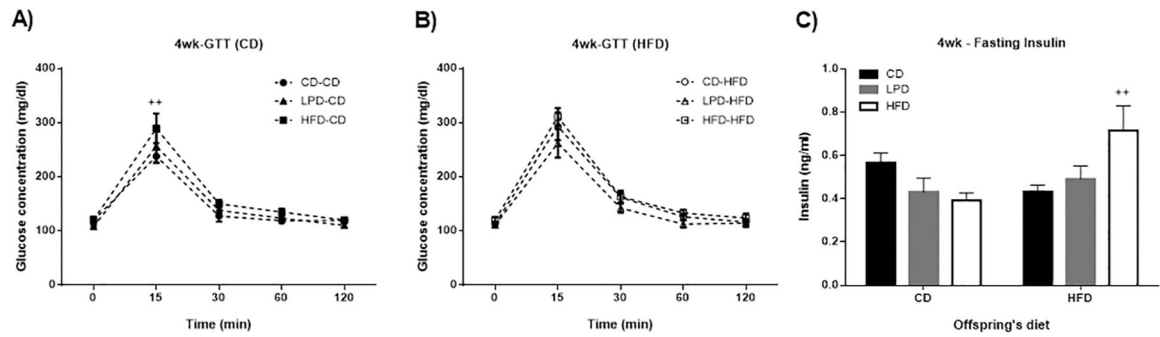 A)
4wk-GTT (CD)
Glucose concentration (mg/dl)
400
300
200
100
0
++
CD-CD
LPD-CD
HFD-CD
0 15 30 60 120
Time (min)
B)
4wk-GTT (HFD)
Glucose concentration (mg/dl)
400
300
200
100
0
CD-HFD
LPD-HFD
HFD-HFD
0 15 30 60 120
Time (min)
C)
4wk - Fasting Insulin
Insulin (ng/ml)
1.0
0.8
0.6
0.4
0.2
0.0
CD
LPD
HFD
++
CD HFD
Offspring's diet